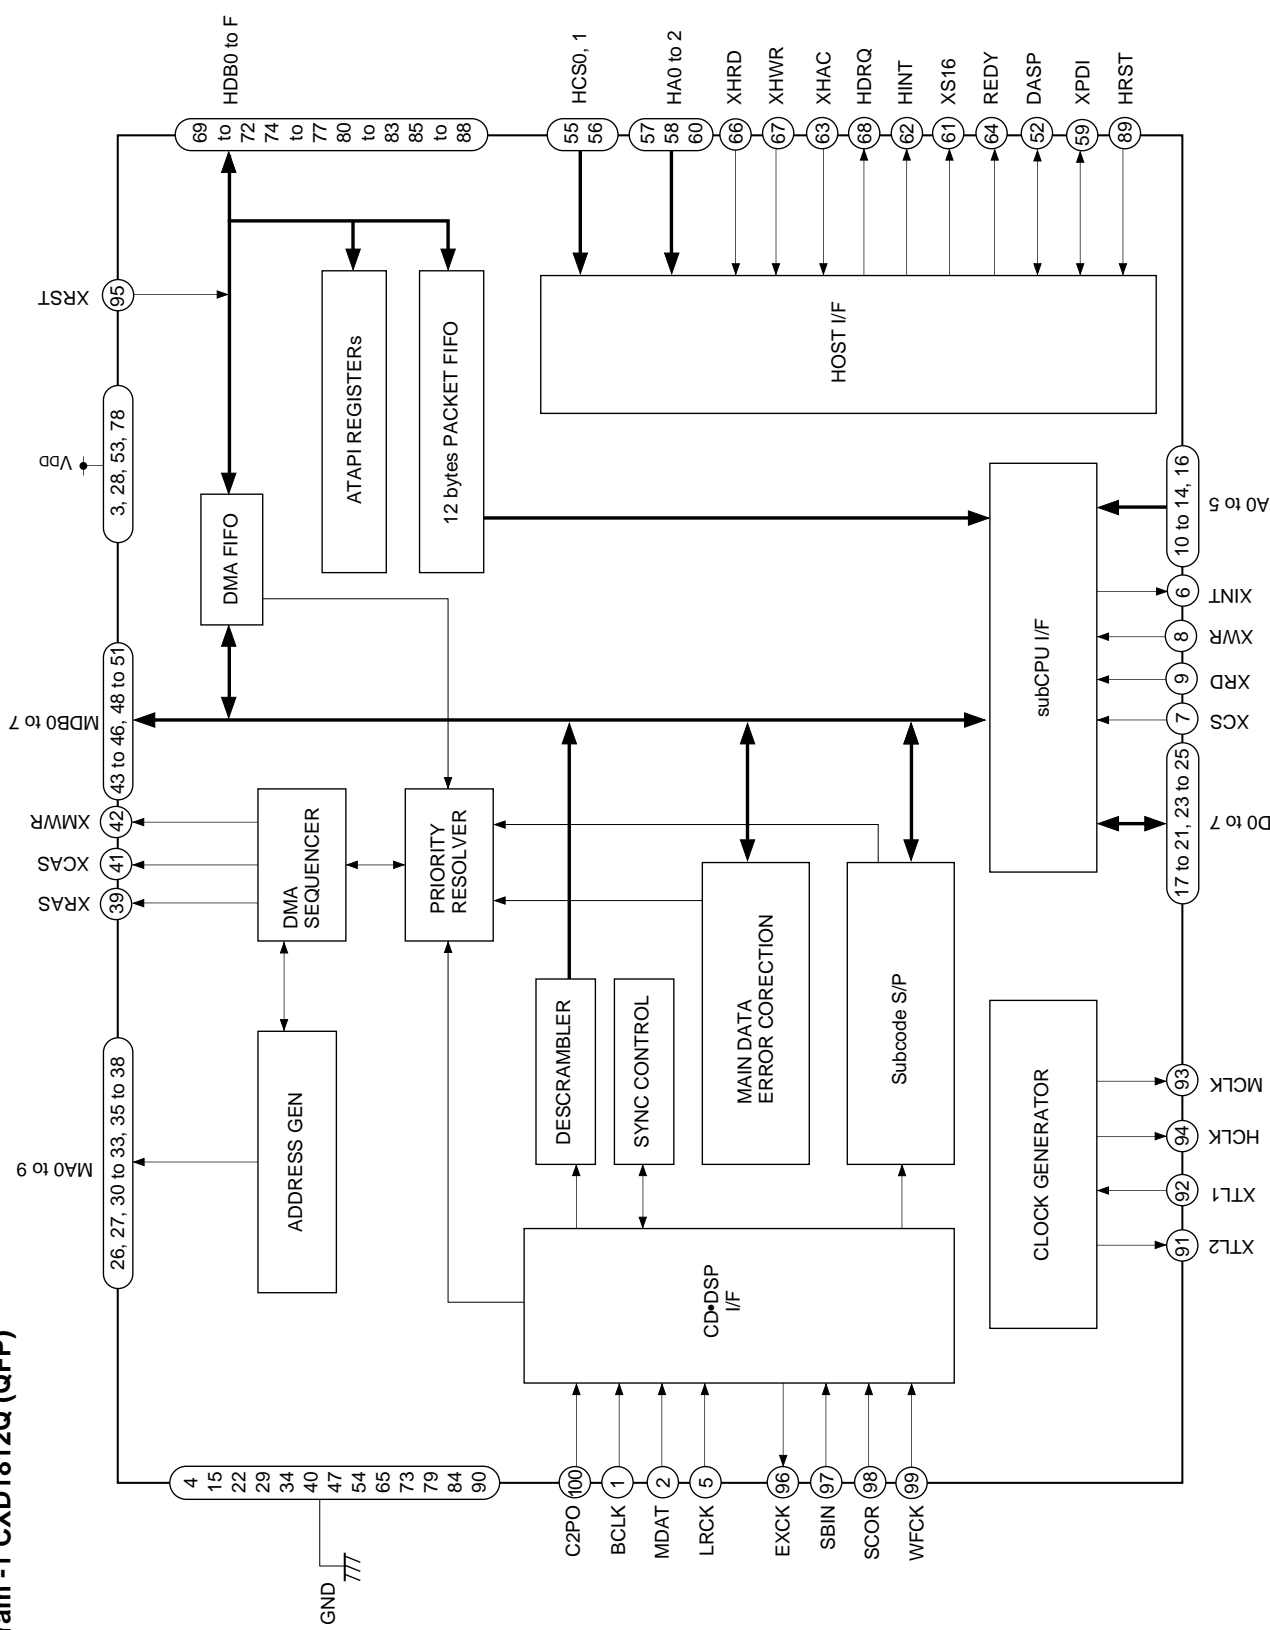 ram - 1 CXD1812Q (QFP)
GND
4
15
22
29
34
40
47
54
65
73
79
84
90
C2PO 100
BCLK 1
MDAT 2
LRCK 5
EXCK 96
SBIN 97
SCOR 98
WFCK 99
MA0 to 9
26, 27, 30 to 33, 35 to 38
XRAS
39
XCAS
41
XMWR
42
MDB0 to 7
43 to 46, 48 to 51
VDD
3, 28, 53, 78
XRST
95
ADDRESS GEN
DMA
SEQUENCER
PRIORITY
RESOLVER
DMA FIFO
ATAPI REGISTERs
12 bytes PACKET FIFO
CD•DSP
I/F
DESCRAMBLER
SYNC CONTROL
MAIN DATA
ERROR CORECTION
Subcode S/P
CLOCK GENERATOR
subCPU I/F
HOST I/F
69
to
72
74
to
77
80
to
83
85
to
88
HDB0 to F
55
56
HCS0, 1
57
58
60
HA0 to 2
66 XHRD
67 XHWR
63 XHAC
68 HDRQ
62 HINT
61 XS16
64 REDY
52 DASP
59 XPDI
89 HRST
91
XTL2
92
XTL1
94
HCLK
93
MCLK
17 to 21, 23 to 25
D0 to 7
7
XCS
9
XRD
8
XWR
6
XINT
10 to 14, 16
A0 to 5